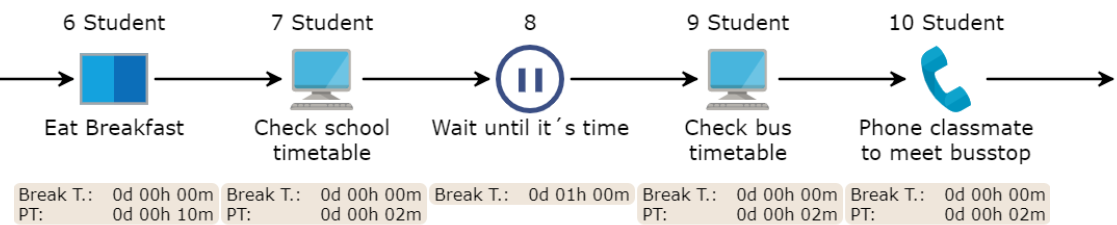 6 Student
7 Student
8
9 Student
10 Student
Eat Breakfast
Check school
timetable
Wait until it´s time
Check bus
timetable
Phone classmate
to meet busstop
Break T.: 0d 00h 00m
PT: 0d 00h 10m
Break T.: 0d 00h 00m
PT: 0d 00h 02m
Break T.: 0d 01h 00m
Break T.: 0d 00h 00m
PT: 0d 00h 02m
Break T.: 0d 00h 00m
PT: 0d 00h 02m